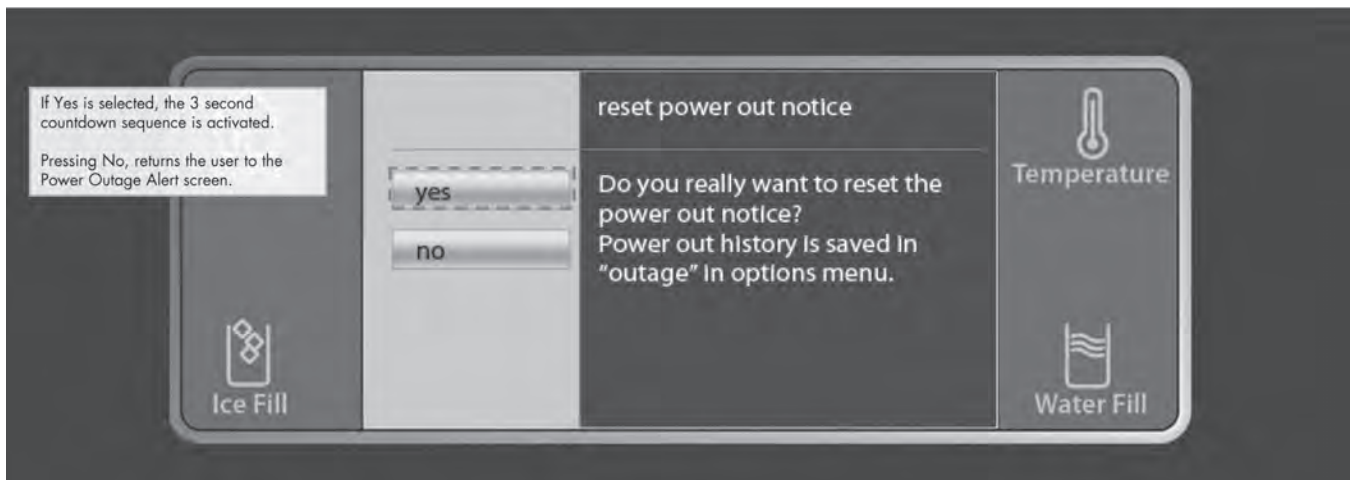 If Yes is selected, the 3 second
countdown sequence is activated.
Pressing No, returns the user to the
Power Outage Alert screen.
reset power out notice
yes
no
Do you really want to reset the
power out notice?
Power out history is saved in
“outage” in options menu.
Temperature
Ice Fill
Water Fill